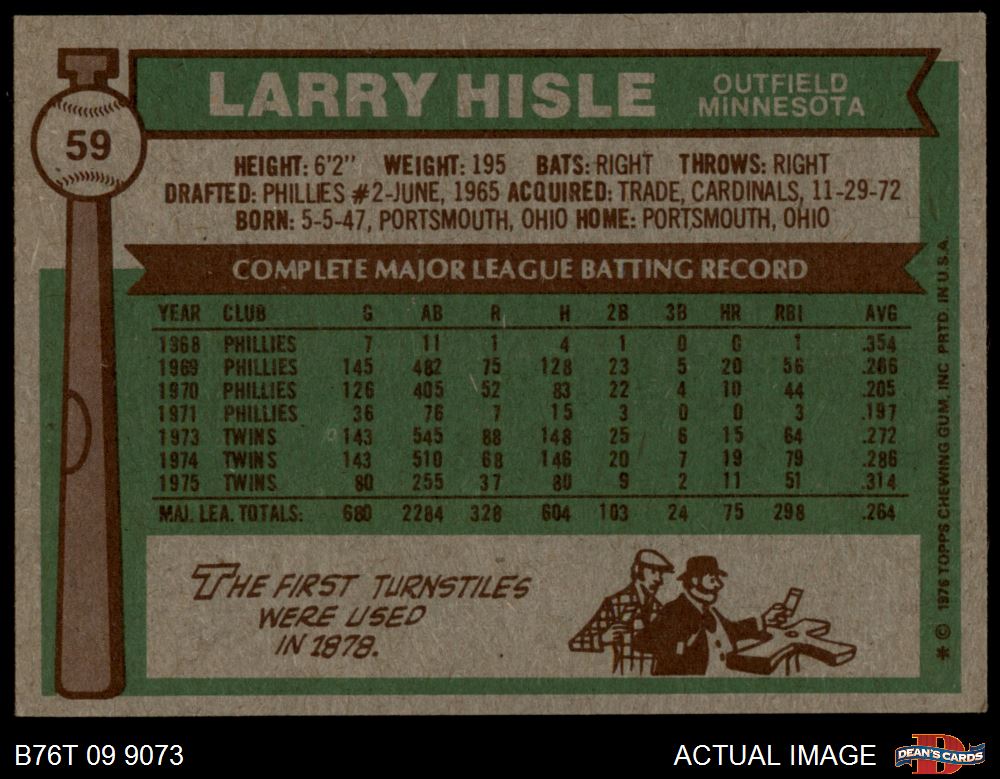 59
LARRY HISLE OUTFIELD MINNESOTA
HEIGHT: 6'2" WEIGHT: 195 BATS: RIGHT THROWS: RIGHT
DRAFTED: PHILLIES #2-JUNE, 1965 ACQUIRED: TRADE, CARDINALS, 11-29-72
BORN: 5-5-47, PORTSMOUTH, OHIO HOME: PORTSMOUTH, OHIO
COMPLETE MAJOR LEAGUE BATTING RECORD
YEAR CLUB G AB R H 2B 3B HR RBI AVG
1968 PHILLIES 7 11 1 4 1 0 0 1 .354
1969 PHILLIES 145 482 75 128 23 5 20 56 .266
1970 PHILLIES 126 405 52 83 22 4 10 44 .205
1971 PHILLIES 36 76 7 15 3 0 0 3 .197
1973 TWINS 143 545 88 148 25 6 15 64 .272
1974 TWINS 143 510 68 146 20 7 19 79 .286
1975 TWINS 80 255 37 80 9 2 11 51 .314
MAJ. LEA. TOTALS: 680 2284 328 604 103 24 75 298 .264
THE FIRST TURNSTILES
WERE USED
IN 1878.
* © 1976 TOPPS CHEWING GUM, INC PRTD. IN U.S.A.
B76T 09 9073 ACTUAL IMAGE DEAN'S CARDS